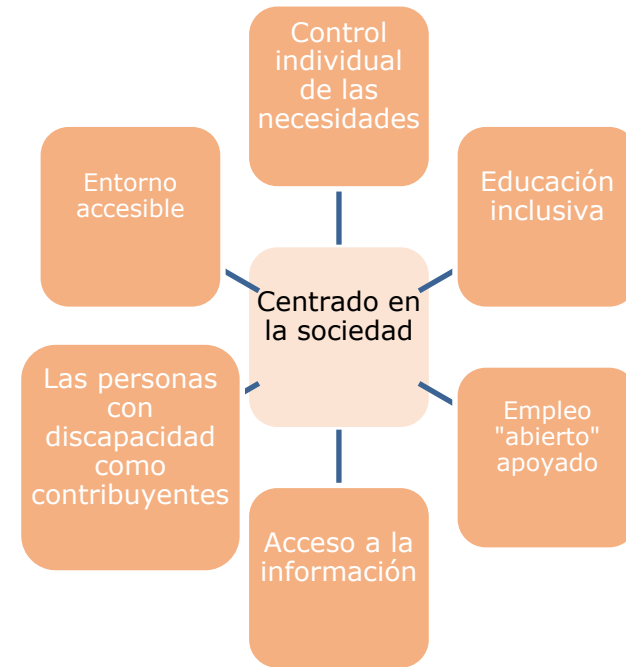 Control
individual
de las
necesidades
Entorno
accesible
Educación
inclusiva
Centrado en
la sociedad
Las personas
con
discapacidad
como
contribuyentes
Empleo
"abierto"
apoyado
Acceso a la
información